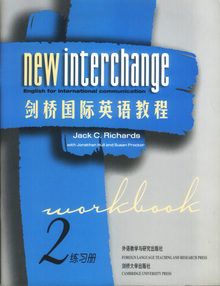 new interchange
English for international communication
剑桥国际英语教程
Jack C. Richards
with Jonathan Hull and Susan Proctor
workbook
2 练习册
外语教学与研究出版社
FOREIGN LANGUAGE TEACHING AND RESEARCH PRESS
剑桥大学出版社
CAMBRIDGE UNIVERSITY PRESS